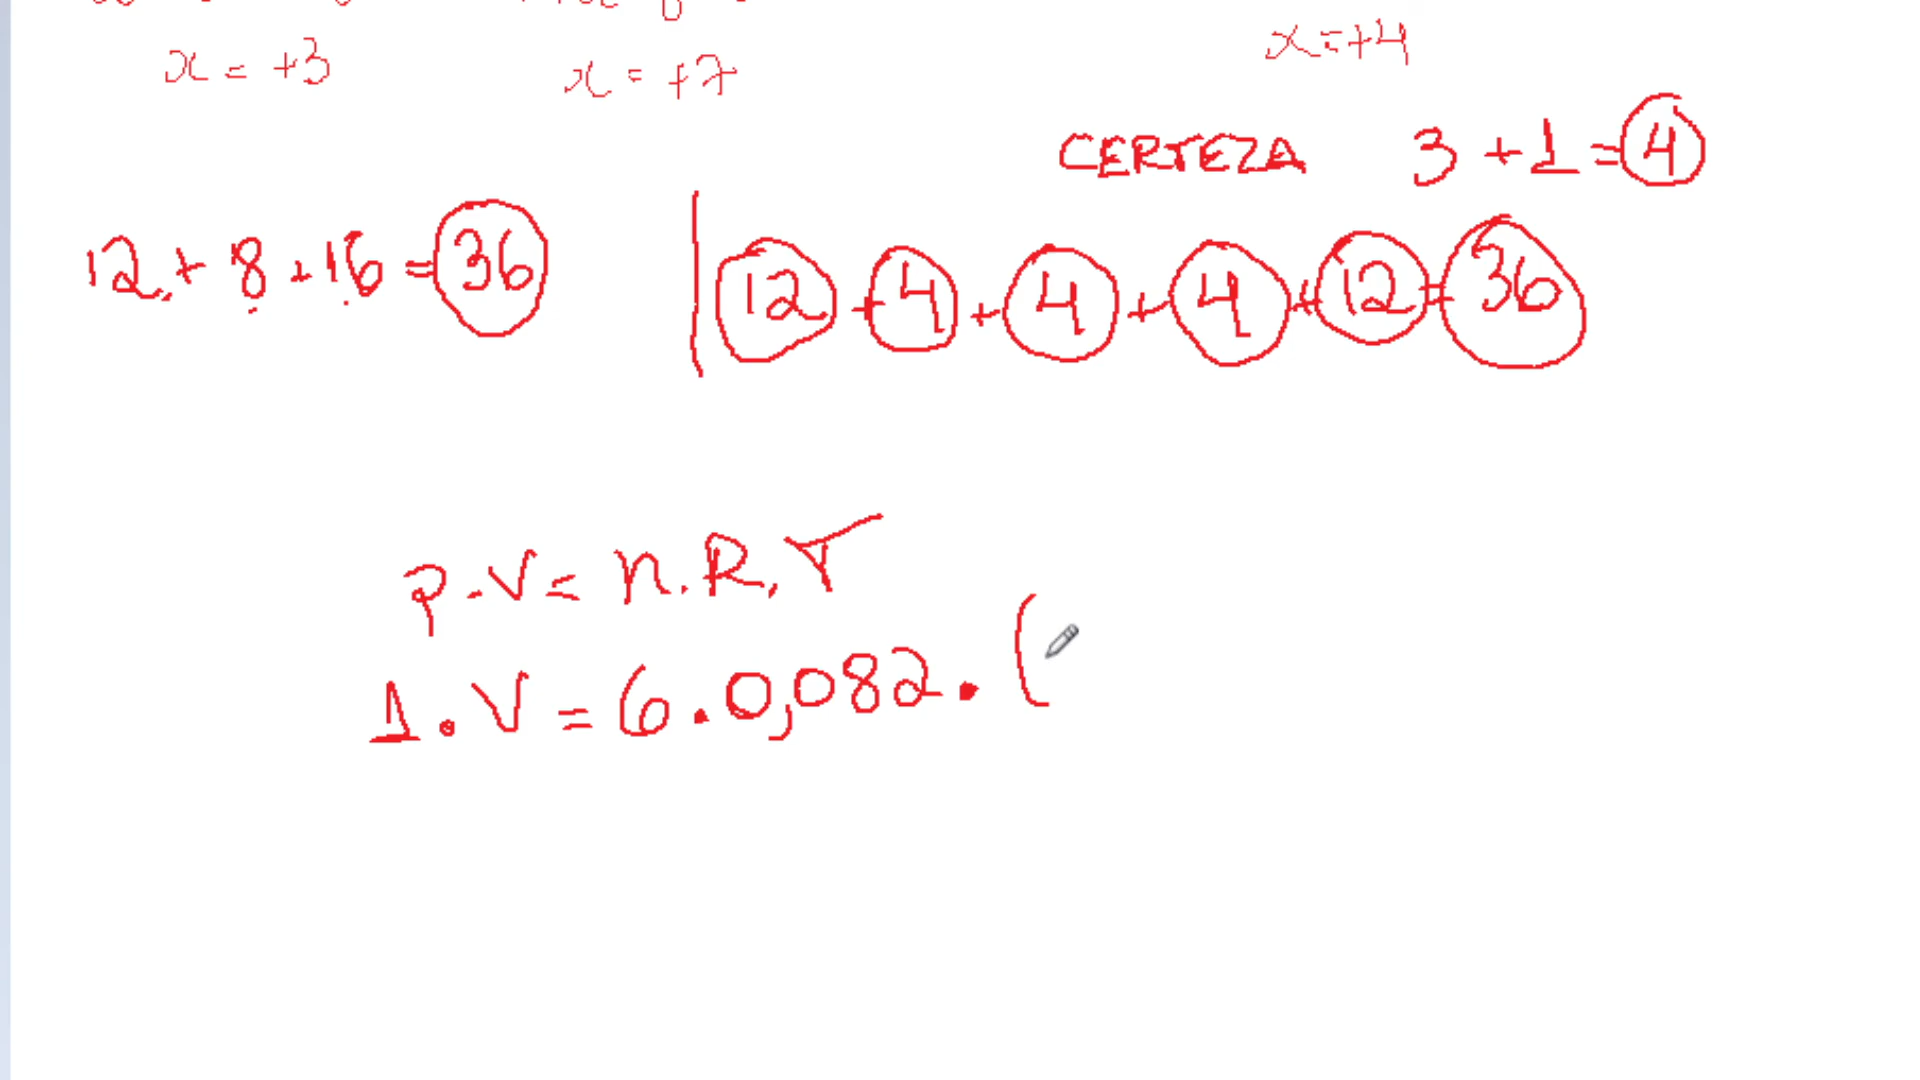 x = +3 x = +7 x = +4
CERTEZA 3 + 1 = 4
12 + 8 + 16 = 36 | 12 + 4 + 4 + 4 + 12 = 36
P . V = n . R . T
1 . V = 6 . 0,082 . (